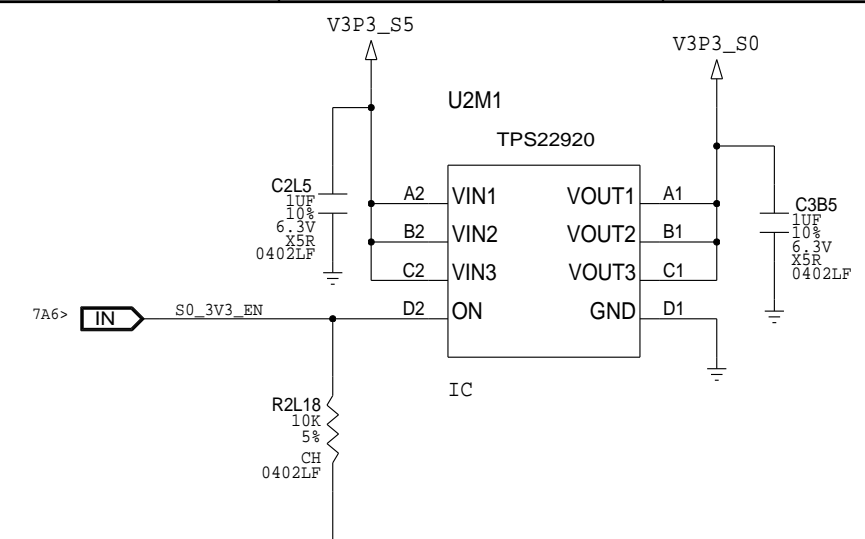 V3P3_S5
V3P3_S0
U2M1
TPS22920
C2L5
1UF
10%
6.3V
X5R
0402LF
A2 VIN1 VOUT1 A1
B2 VIN2 VOUT2 B1
C2 VIN3 VOUT3 C1
D2 ON GND D1
C3B5
1UF
10%
6.3V
X5R
0402LF
7A6> IN S0_3V3_EN
IC
R2L18
10K
5%
CH
0402LF